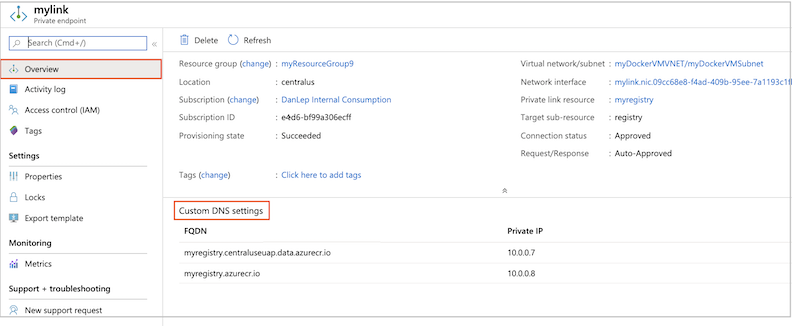 mylink
Private endpoint
Search (Cmd+/)
Overview
Activity log
Access control (IAM)
Tags
Settings
Properties
Locks
Export template
Monitoring
Metrics
Support + troubleshooting
New support request
Delete Refresh
Resource group (change) : myResourceGroup9
Location : centralus
Subscription (change) : DanLep Internal Consumption
Subscription ID : e4d6-bf99a306ecff
Provisioning state : Succeeded
Tags (change) : Click here to add tags
Virtual network/subnet : myDockerVMVNET/myDockerVMSubnet
Network interface : mylink.nic.09cc68e8-f4ad-409b-95ee-7a1193c1f
Private link resource : myregistry
Target sub-resource : registry
Connection status : Approved
Request/Response : Auto-Approved
Custom DNS settings
FQDN Private IP
myregistry.centraluseuap.data.azurecr.io 10.0.0.7
myregistry.azurecr.io 10.0.0.8